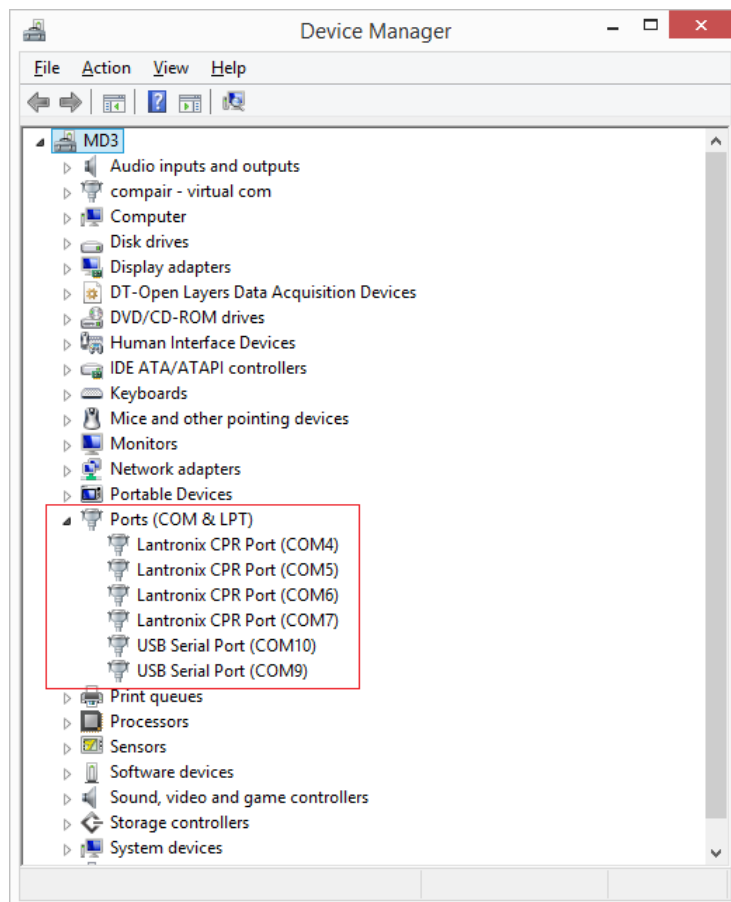 Device Manager
File Action View Help
MD3
Audio inputs and outputs
compair - virtual com
Computer
Disk drives
Display adapters
DT-Open Layers Data Acquisition Devices
DVD/CD-ROM drives
Human Interface Devices
IDE ATA/ATAPI controllers
Keyboards
Mice and other pointing devices
Monitors
Network adapters
Portable Devices
Ports (COM & LPT)
Lantronix CPR Port (COM4)
Lantronix CPR Port (COM5)
Lantronix CPR Port (COM6)
Lantronix CPR Port (COM7)
USB Serial Port (COM10)
USB Serial Port (COM9)
Print queues
Processors
Sensors
Software devices
Sound, video and game controllers
Storage controllers
System devices